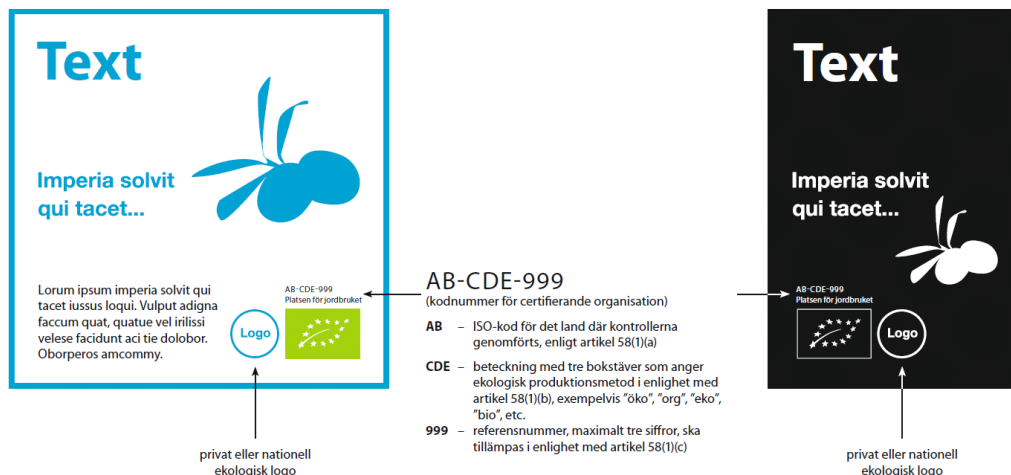 Text
Imperia solvit
qui tacet...
Lorum ipsum imperia solvit qui
tacet iussus loqui. Vulput adigna
faccum quat, quatue vel irilissi
velese facidunt aci tie dolobor.
Oborperos amcommy.
AB-CDE-999
Platsen för jordbruket
Logo
privat eller nationell
ekologisk logo
AB-CDE-999
(kodnummer för certifierande organisation)
AB – ISO-kod för det land där kontrollerna
genomförts, enligt artikel 58(1)(a)
CDE – beteckning med tre bokstäver som anger
ekologisk produktionsmetod i enlighet med
artikel 58(1)(b), exempelvis ”öko”, ”org”, ”eko”,
”bio”, etc.
999 – referensnummer, maximalt tre siffror, ska
tillämpas i enlighet med artikel 58(1)(c)
Text
Imperia solvit
qui tacet...
AB-CDE-999
Platsen för jordbruket
Logo
privat eller nationell
ekologisk logo